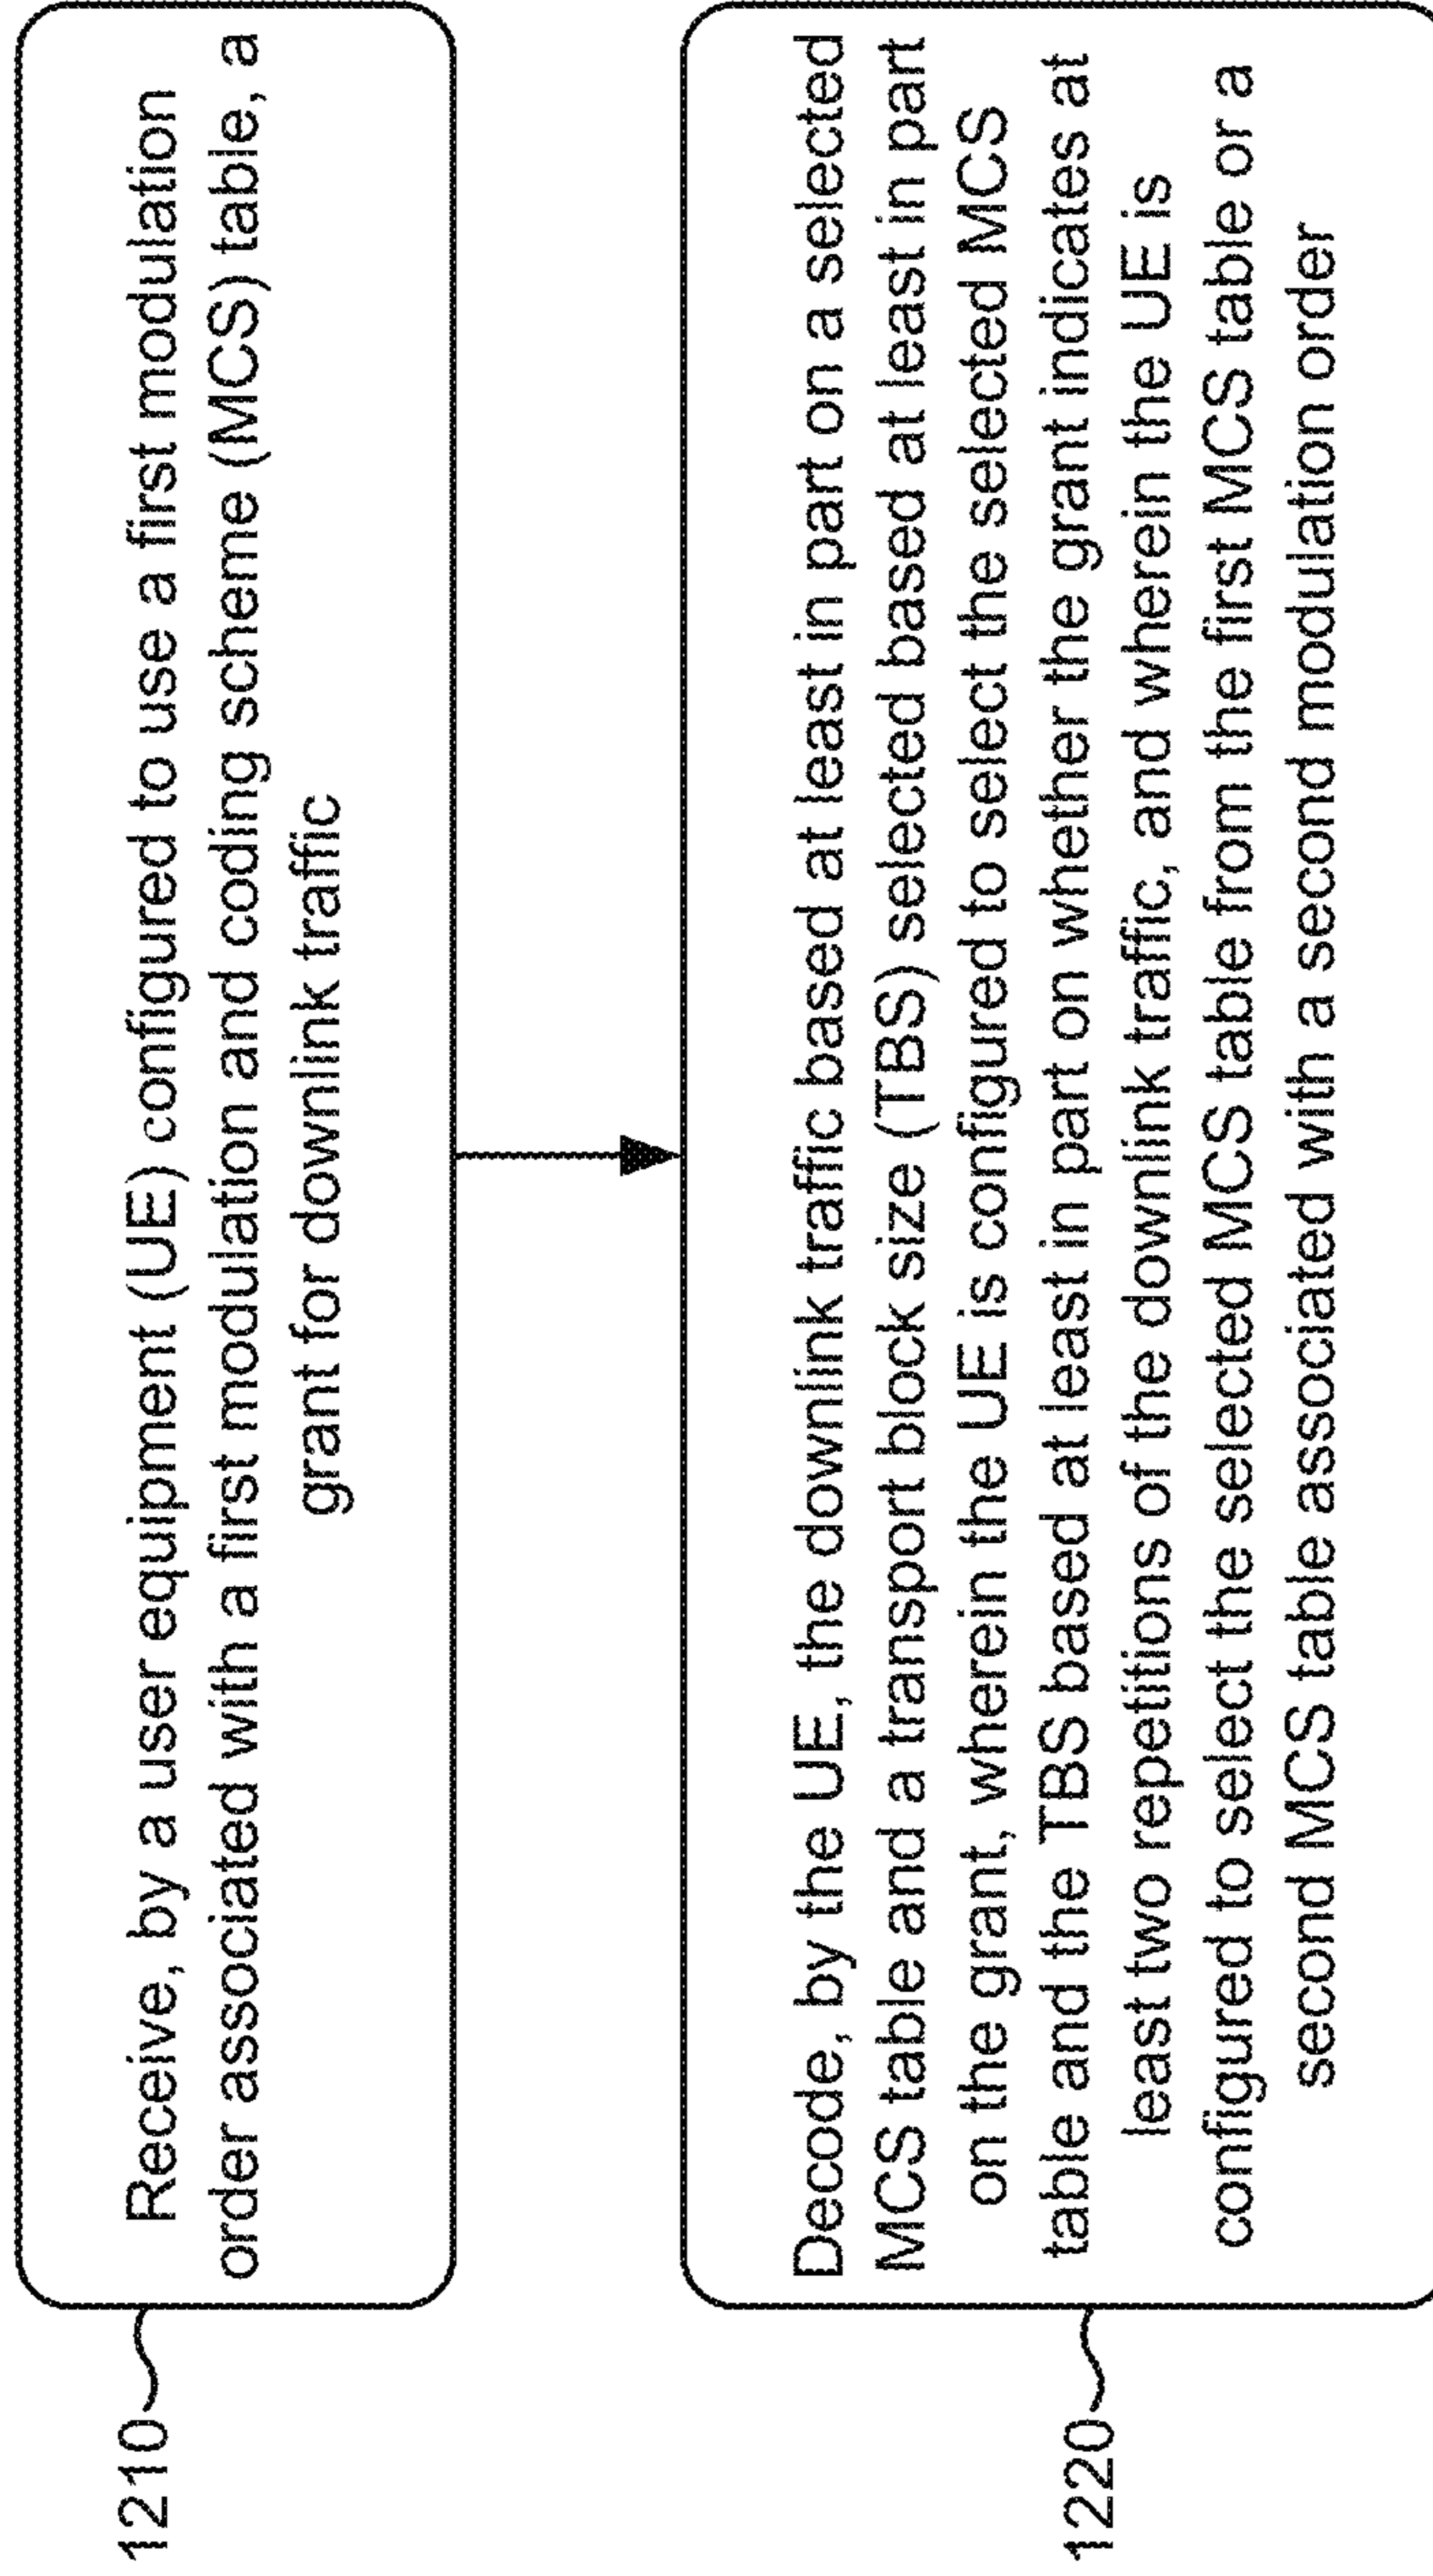 1210
Receive, by a user equipment (UE) configured to use a first modulation
order associated with a first modulation and coding scheme (MCS) table, a
grant for downlink traffic
1220
Decode, by the UE, the downlink traffic based at least in part on a selected
MCS table and a transport block size (TBS) selected based at least in part
on the grant, wherein the UE is configured to select the selected MCS
table and the TBS based at least in part on whether the grant indicates at
least two repetitions of the downlink traffic, and wherein the UE is
configured to select the selected MCS table from the first MCS table or a
second MCS table associated with a second modulation order